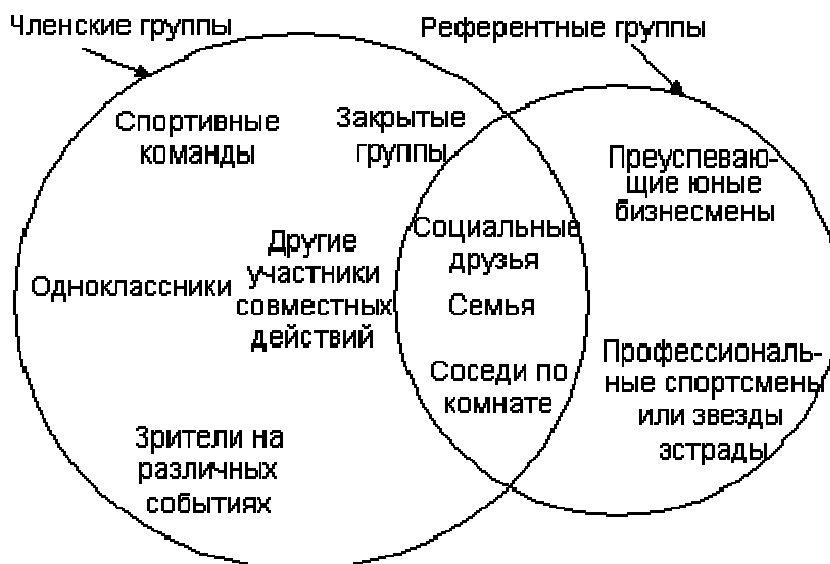 Членские группы
Референтные группы
Спортивные
команды
Закрытые
группы
Преуспеваю-
щие юные
бизнесмены
Одноклассники
Другие
участники
совместных
действий
Социальные
друзья
Семья
Соседи по
комнате
Профессиональ-
ные спортсмены
или звезды
эстрады
Зрители на
различных
событиях